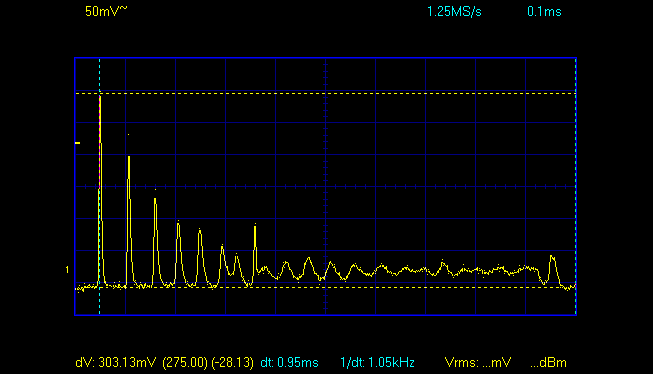 50mV~ 1.25MS/s 0.1ms
1
dV: 303.13mV (275.00) (-28.13) dt: 0.95ms 1/dt: 1.05kHz Vrms: ...mV ...dBm